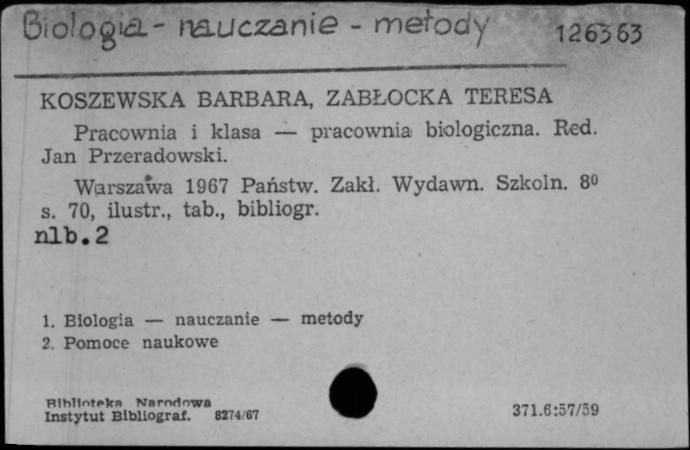 Biologia - nauczanie - metody 126363
KOSZEWSKA BARBARA, ZABŁOCKA TERESA
Pracownia i klasa — pracownia biologiczna. Red.
Jan Przeradowski.
Warszawa 1967 Państw. Zakł. Wydawn. Szkoln. 8⁰
s. 70, ilustr., tab., bibliogr.
nlb. 2
1. Biologia — nauczanie — metody
2. Pomoce naukowe
Biblioteka Narodowa
Instytut Bibliograf. 8274/67
371.6:57/59